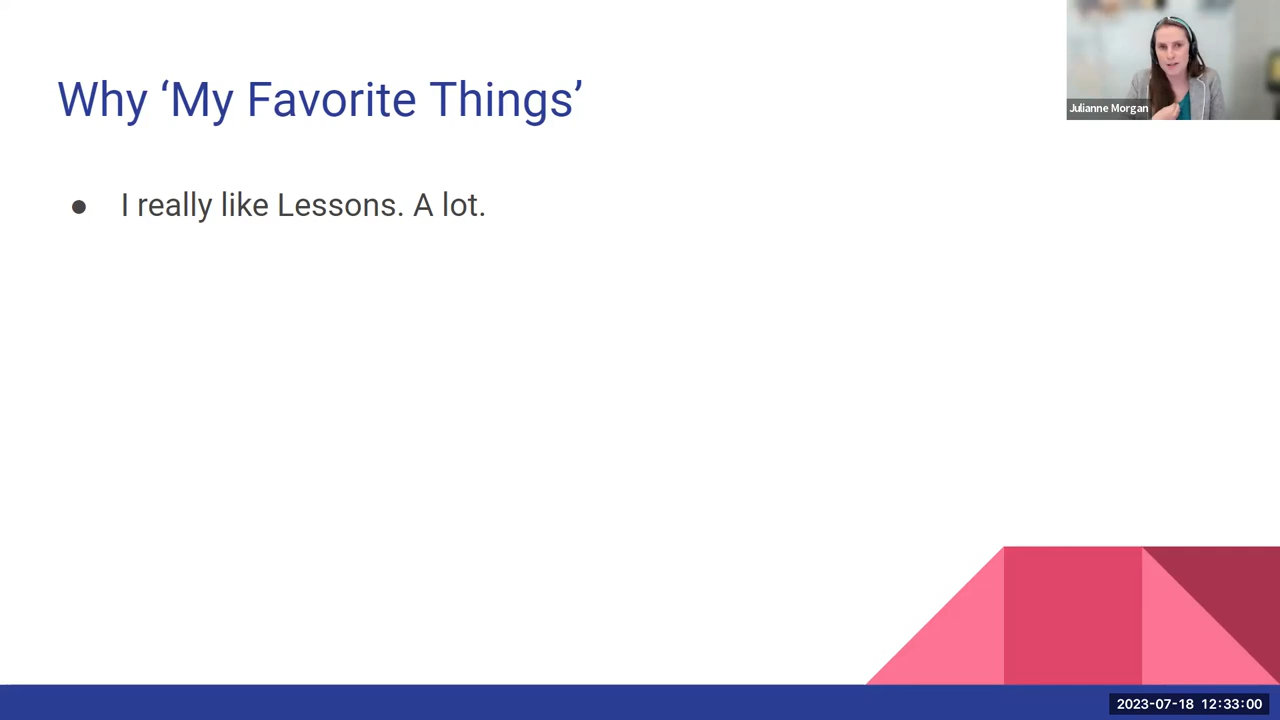 Why ‘My Favorite Things’
Julianne Morgan
● I really like Lessons. A lot.
2023-07-18 12:33:00